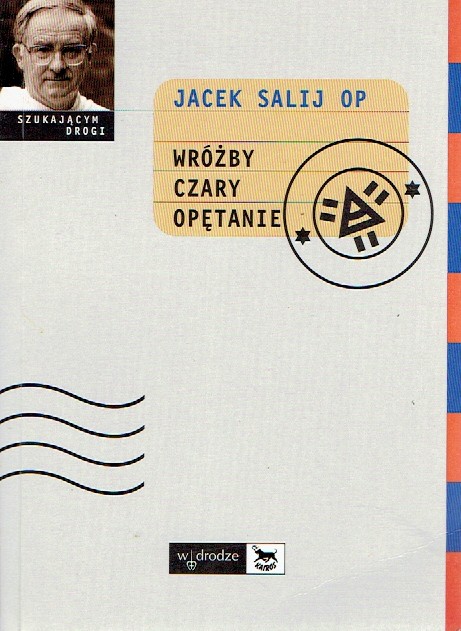 SZUKAJĄCYM
DROGI
JACEK SALIJ OP
WRÓŻBY
CZARY
OPĘTANIE
w drodze
KAIROS